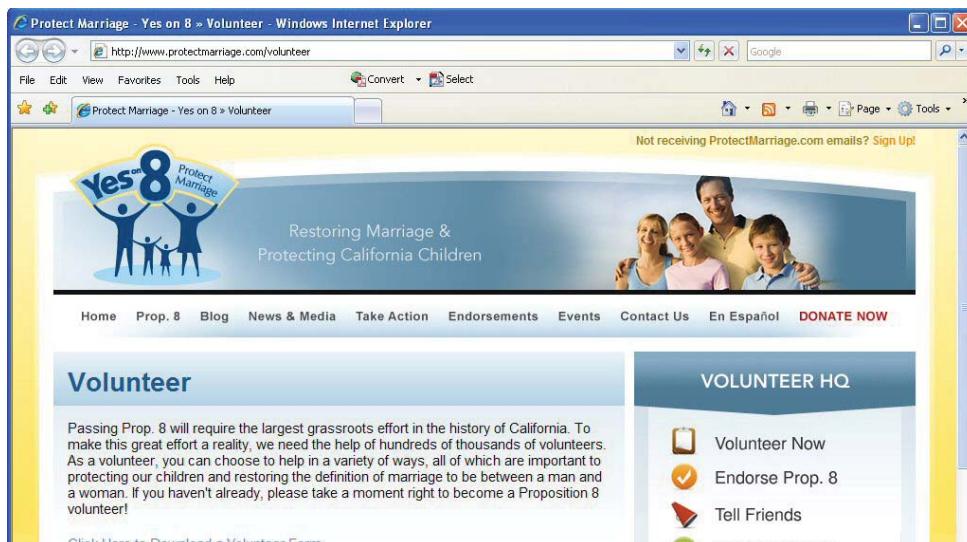 Protect Marriage - Yes on 8 » Volunteer - Windows Internet Explorer
http://www.protectmarriage.com/volunteer
Google
File Edit View Favorites Tools Help Convert Select
Protect Marriage - Yes on 8 » Volunteer
Page Tools »
Not receiving ProtectMarriage.com emails? Sign Up!
Yes on 8 Protect
Marriage
Restoring Marriage &
Protecting California Children
Home Prop. 8 Blog News & Media Take Action Endorsements Events Contact Us En Español DONATE NOW
Volunteer
Passing Prop. 8 will require the largest grassroots effort in the history of California. To
make this great effort a reality, we need the help of hundreds of thousands of volunteers.
As a volunteer, you can choose to help in a variety of ways, all of which are important to
protecting our children and restoring the definition of marriage to be between a man and
a woman. If you haven't already, please take a moment right to become a Proposition 8
volunteer!
Click Here to Download a Volunteer Form
VOLUNTEER HQ
Volunteer Now
Endorse Prop. 8
Tell Friends